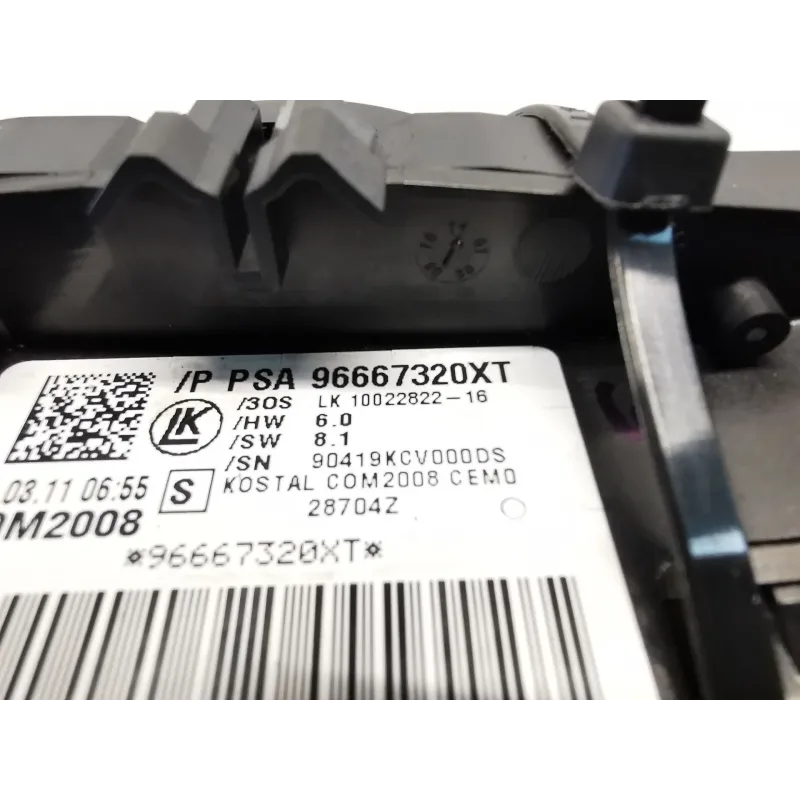 /P PSA 96667320XT
/3OS LK 10022822-16
LK
/HW 6.0
/SW 8.1
/SN 90419KCV000DS
.03.11 06:55 S KOSTAL COM2008 CEM0
28704Z
OM2008
*96667320XT*